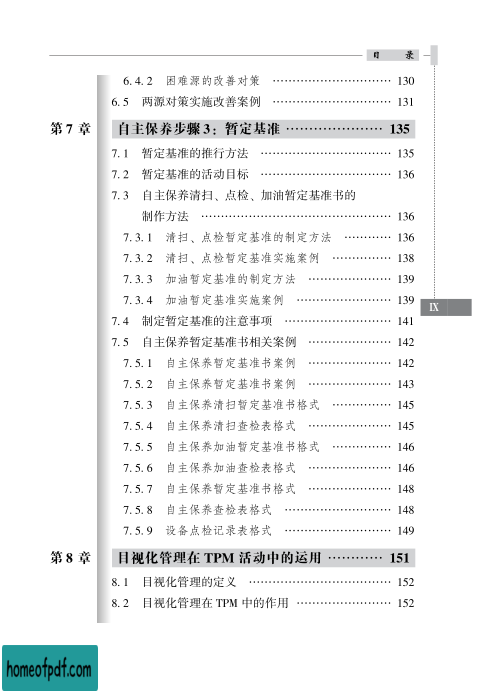 目 录
6.4.2 困难源的改善对策 ………………………… 130
6.5 两源对策实施改善案例 ………………………… 131
第 7 章 自主保养步骤 3：暂定基准 ………………… 135
7.1 暂定基准的推行方法 …………………………… 135
7.2 暂定基准的活动目标 …………………………… 136
7.3 自主保养清扫、点检、加油暂定基准书的
制作方法 ………………………………………… 136
7.3.1 清扫、点检暂定基准的制定方法 ………… 136
7.3.2 清扫、点检暂定基准实施案例 …………… 138
7.3.3 加油暂定基准的制定方法 ………………… 139
7.3.4 加油暂定基准实施案例 …………………… 139
IX
7.4 制定暂定基准的注意事项 ……………………… 141
7.5 自主保养暂定基准书相关案例 ………………… 142
7.5.1 自主保养暂定基准书案例 ………………… 142
7.5.2 自主保养暂定基准书案例 ………………… 143
7.5.3 自主保养清扫暂定基准书格式 …………… 145
7.5.4 自主保养清扫查检表格式 ………………… 145
7.5.5 自主保养加油暂定基准书格式 …………… 146
7.5.6 自主保养加油查检表格式 ………………… 146
7.5.7 自主保养暂定基准书格式 ………………… 148
7.5.8 自主保养查检表格式 ……………………… 148
7.5.9 设备点检记录表格式 ……………………… 149
第 8 章 目视化管理在 TPM 活动中的运用 ………… 151
8.1 目视化管理的定义 ……………………………… 152
8.2 目视化管理在 TPM 中的作用 …………………… 152
homeofpdf.com